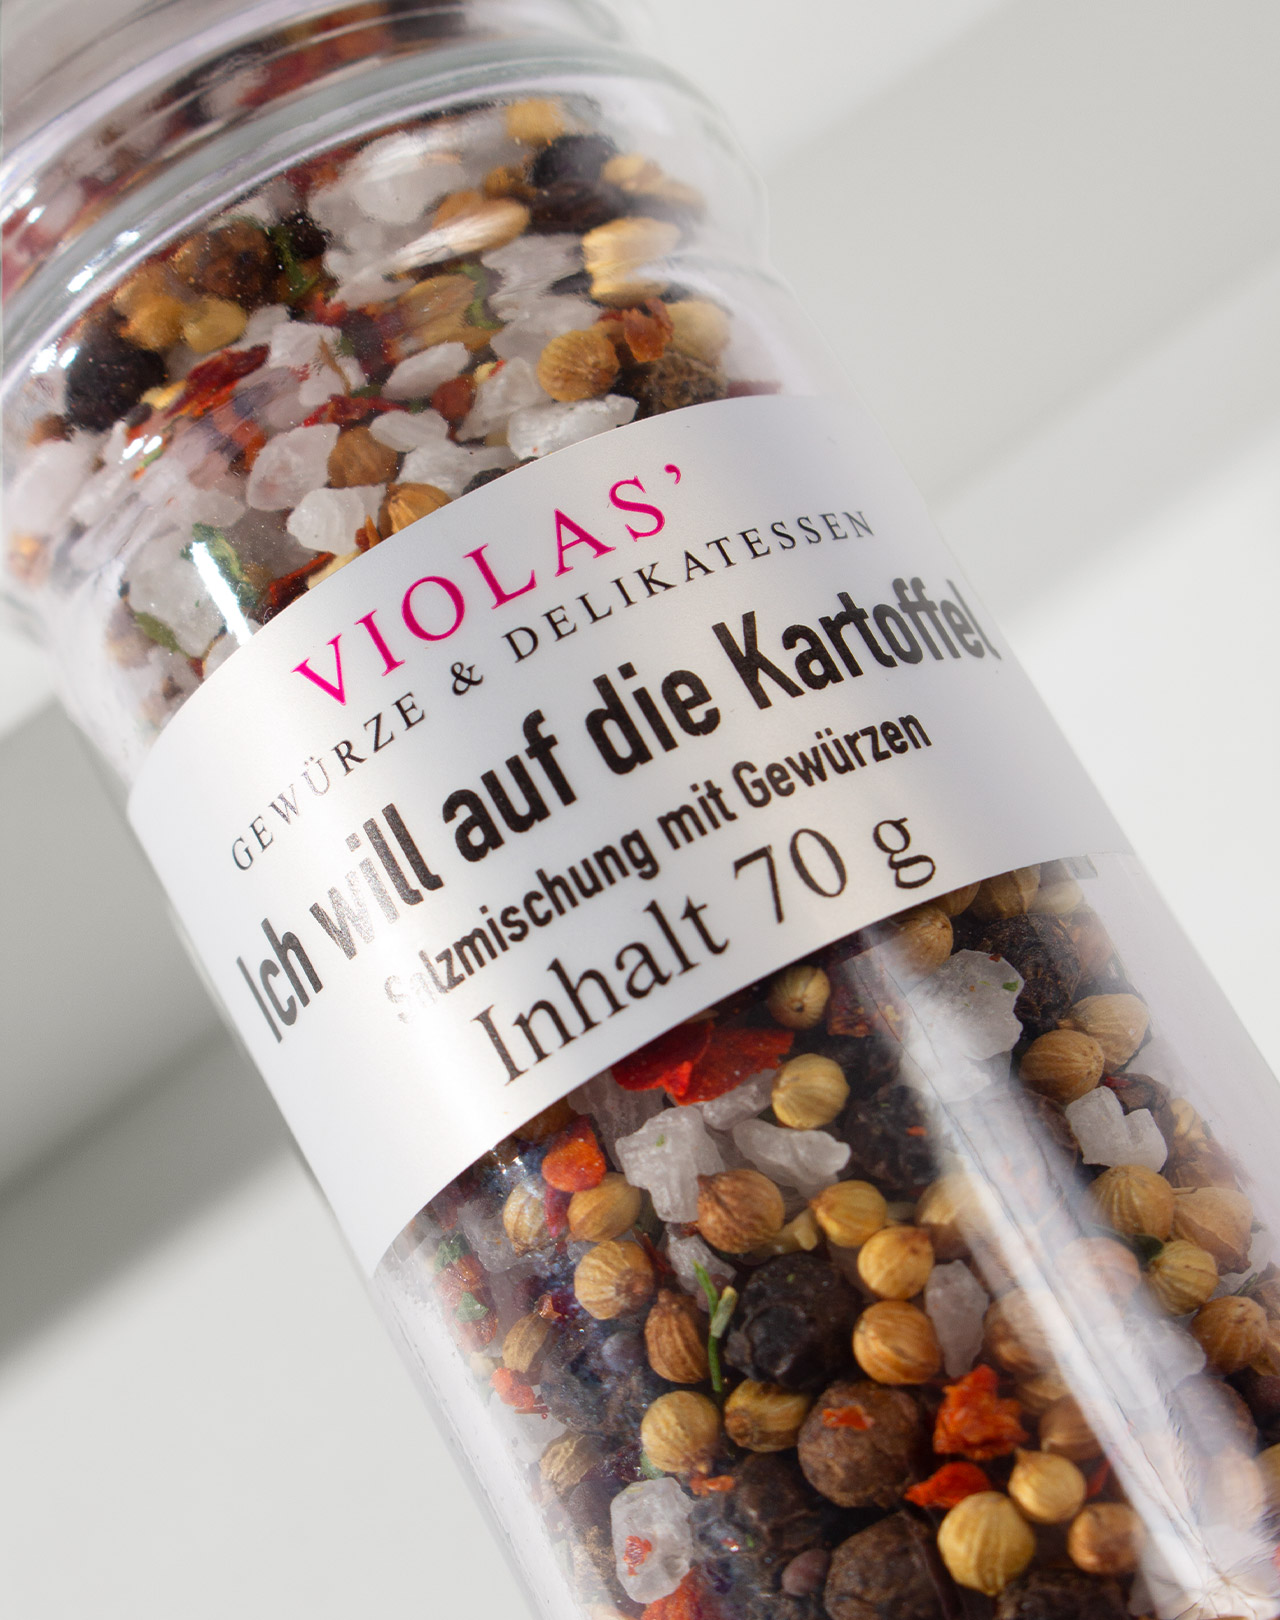 VIOLAS’
GEWÜRZE & DELIKATESSEN
Ich will auf die Kartoffel
Salzmischung mit Gewürzen
Inhalt 70 g